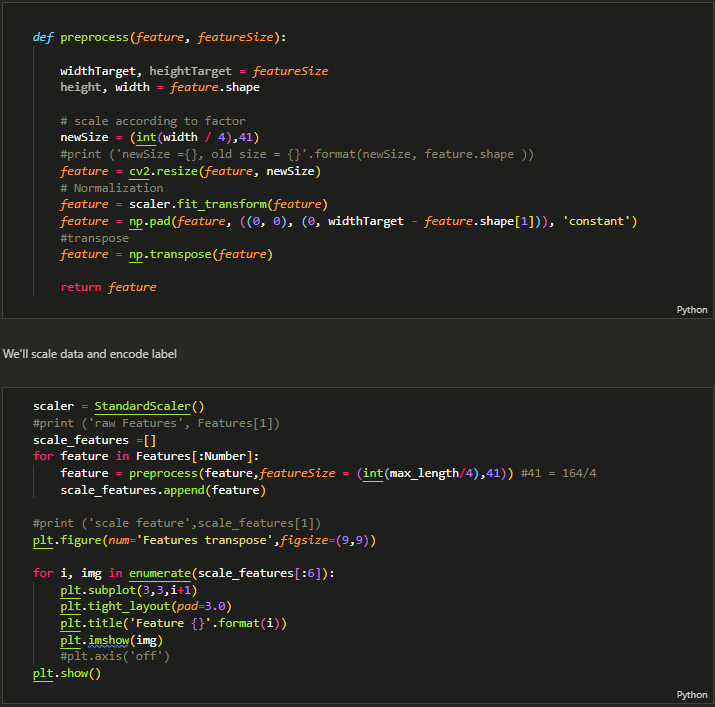 def preprocess(feature, featureSize):
widthTarget, heightTarget = featureSize
height, width = feature.shape
# scale according to factor
newSize = (int(width / 4),41)
#print ('newSize ={}, old size = {}'.format(newSize, feature.shape ))
feature = cv2.resize(feature, newSize)
# Normalization
feature = scaler.fit_transform(feature)
feature = np.pad(feature, ((0, 0), (0, widthTarget - feature.shape[1])), 'constant')
#transpose
feature = np.transpose(feature)
return feature
Python
We'll scale data and encode label
scaler = StandardScaler()
#print ('raw Features', Features[1])
scale_features =[]
for feature in Features[:Number]:
feature = preprocess(feature,featureSize = (int(max_length/4),41)) #41 = 164/4
scale_features.append(feature)
#print ('scale feature',scale_features[1])
plt.figure(num='Features transpose',figsize=(9,9))
for i, img in enumerate(scale_features[:6]):
plt.subplot(3,3,i+1)
plt.tight_layout(pad=3.0)
plt.title('Feature {}'.format(i))
plt.imshow(img)
#plt.axis('off')
plt.show()
Python